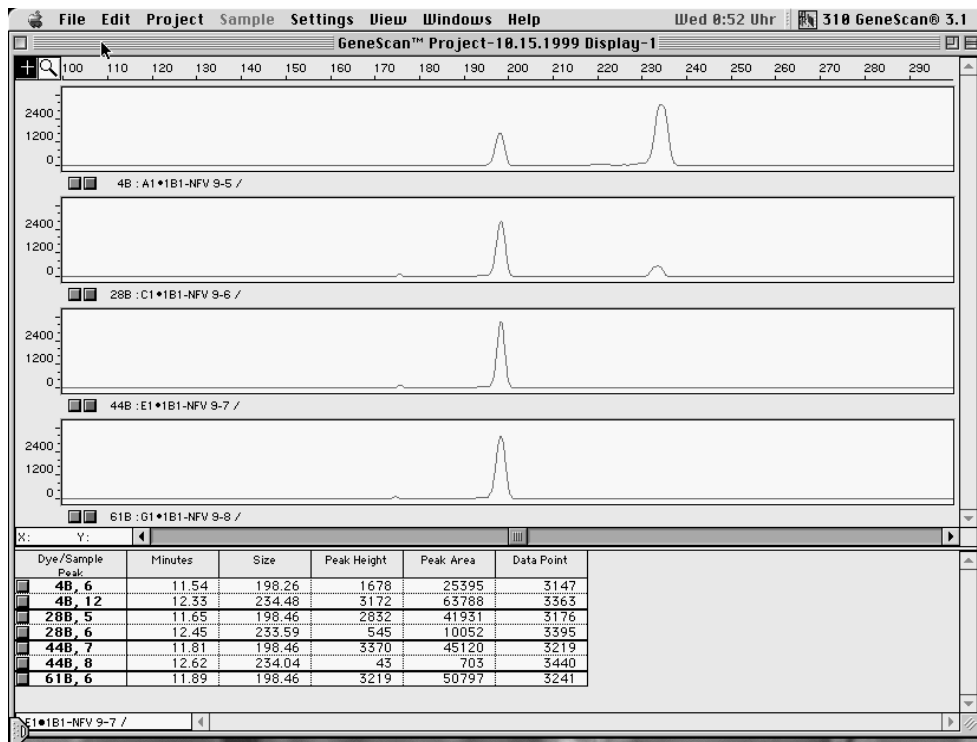 File Edit Project Sample Settings View Windows Help Wed 0:52 Uhr 310 GeneScan® 3.1
GeneScan™ Project-10.15.1999 Display-1
100 110 120 130 140 150 160 170 180 190 200 210 220 230 240 250 260 270 280 290
2400
1200
0
4B : A1•1B1-NFV 9-5 /
2400
1200
0
28B : C1•1B1-NFV 9-6 /
2400
1200
0
44B : E1•1B1-NFV 9-7 /
2400
1200
0
61B : G1•1B1-NFV 9-8 /
X: Y:
Dye/Sample Peak Minutes Size Peak Height Peak Area Data Point
4B, 6 11.54 198.26 1678 25395 3147
4B, 12 12.33 234.48 3172 63788 3363
28B, 5 11.65 198.46 2832 41931 3176
28B, 6 12.45 233.59 545 10052 3395
44B, 7 11.81 198.46 3370 45120 3219
44B, 8 12.62 234.04 43 703 3440
61B, 6 11.89 198.46 3219 50797 3241
E1•1B1-NFV 9-7 /